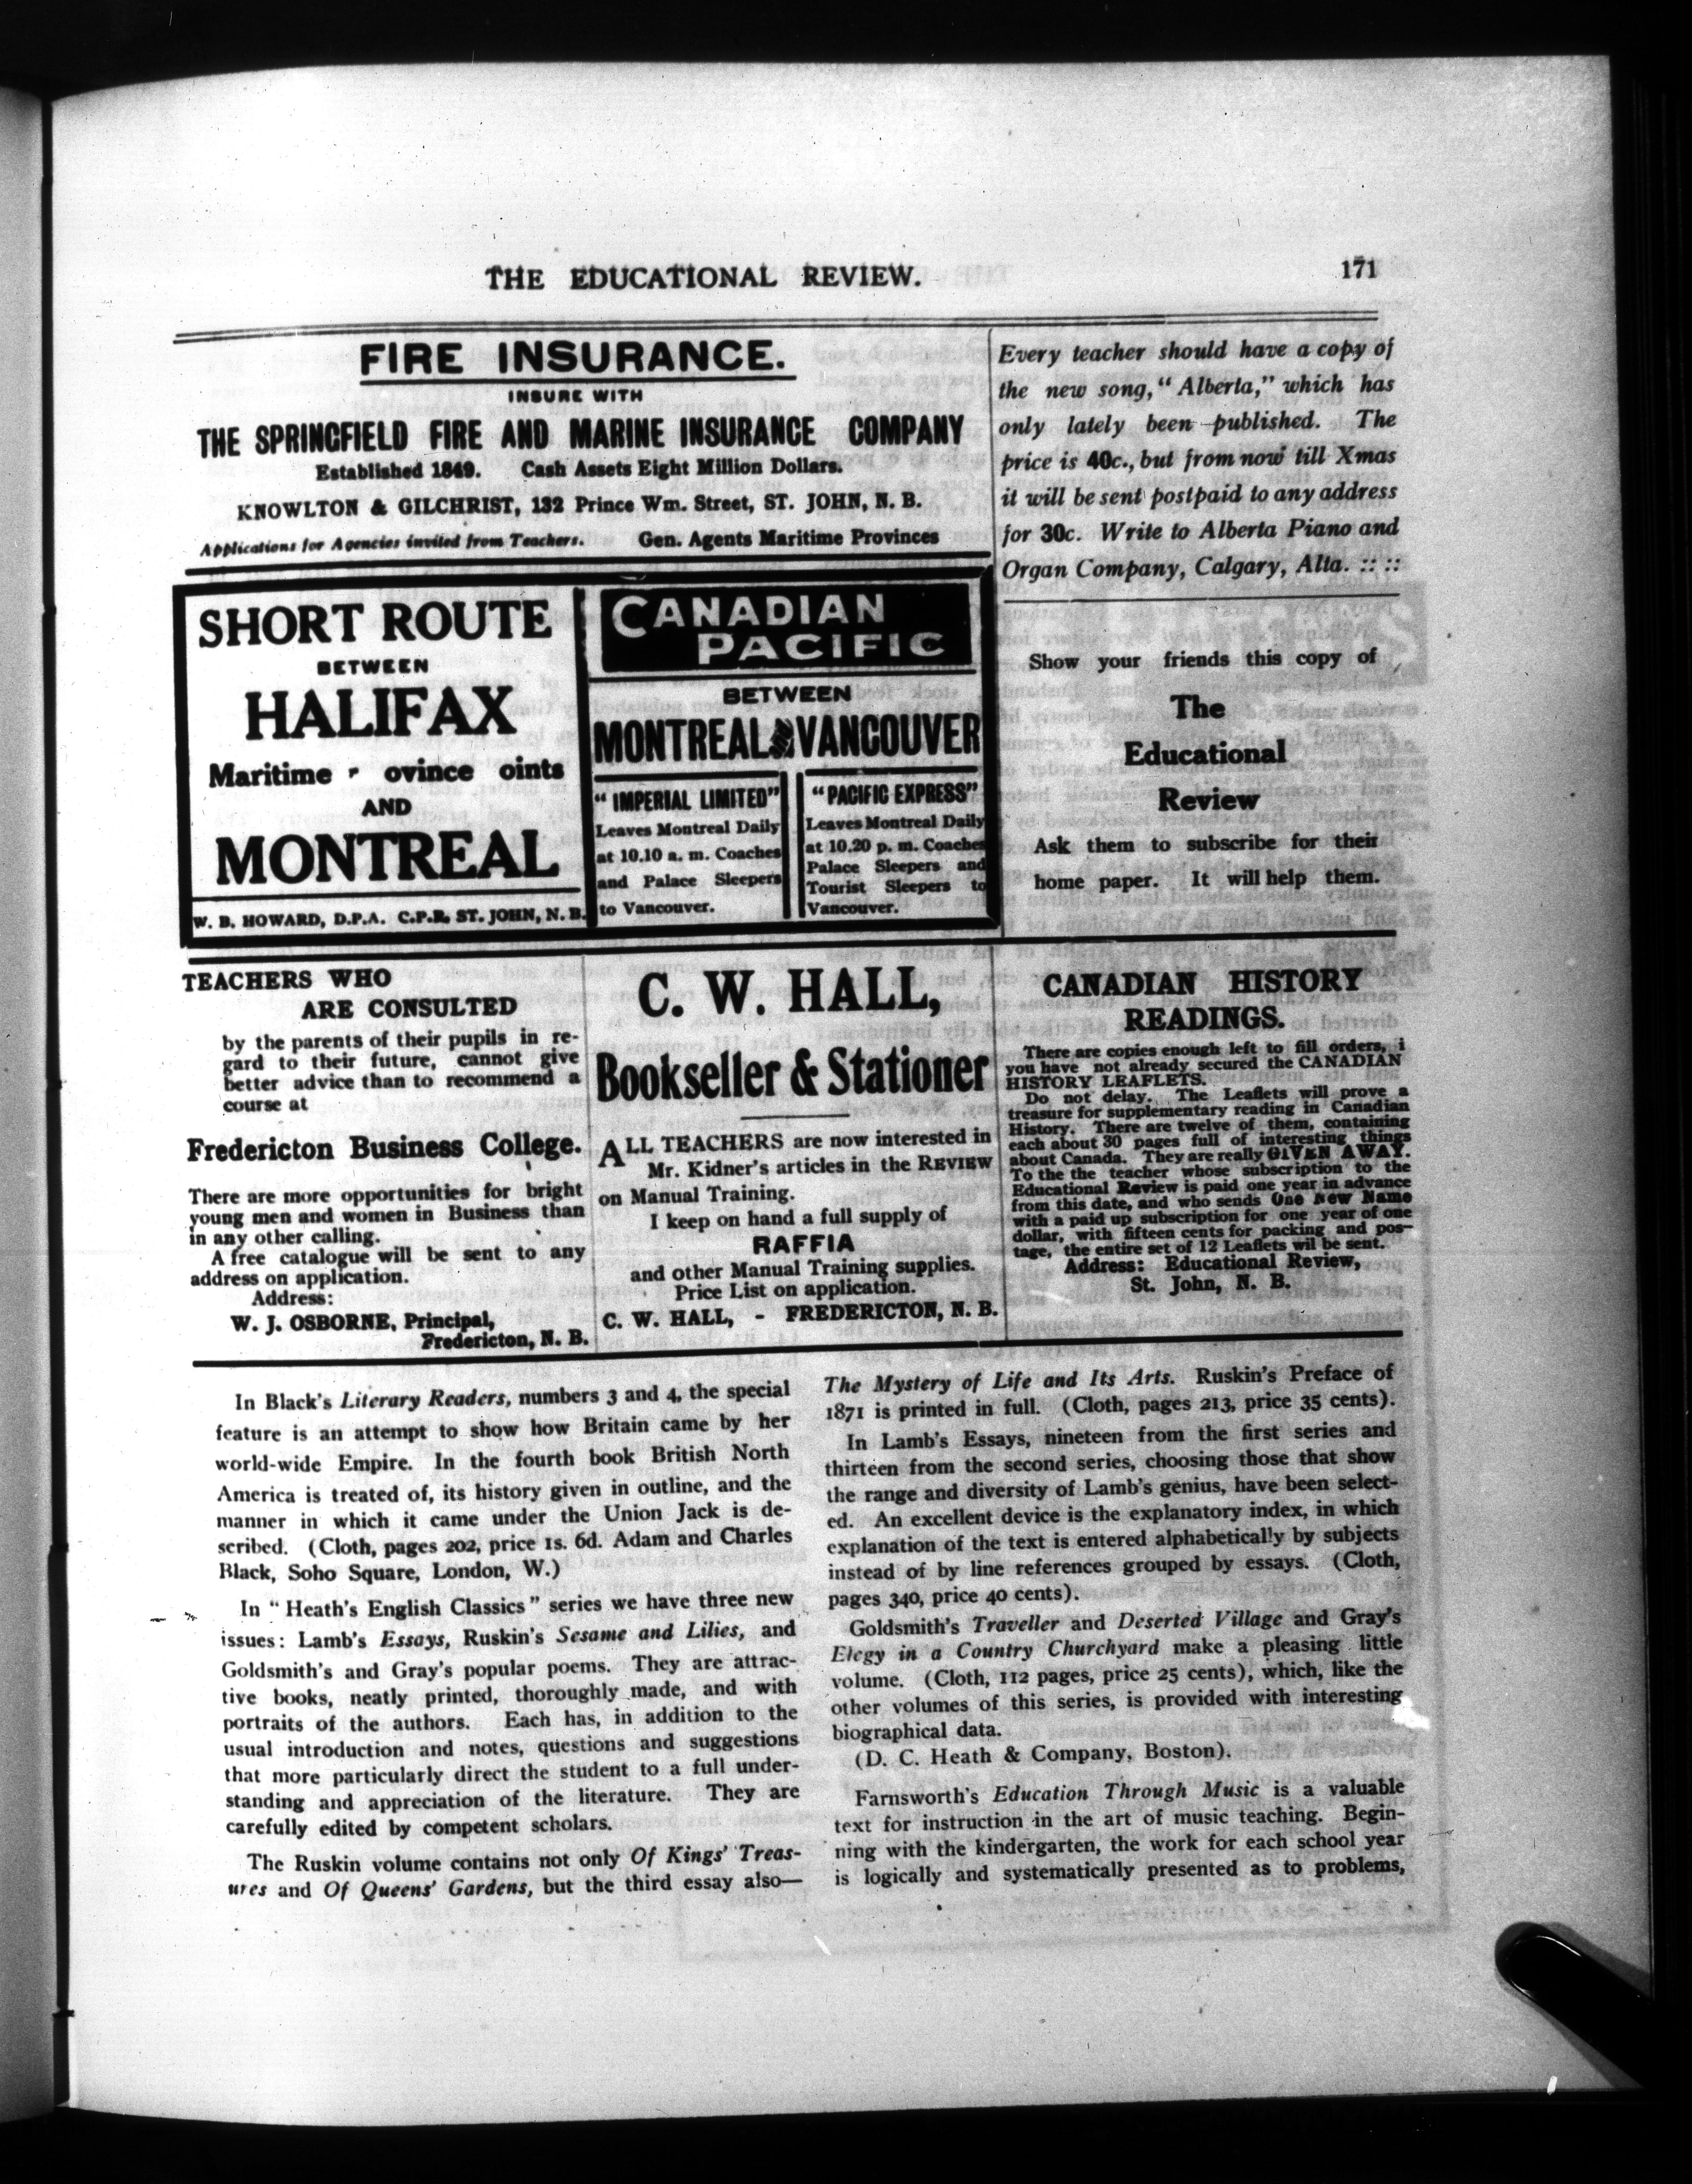 THE EDUCATIONAL REVIEW.
171
FIRE INSURANCE.
INSURE WITH
THE SPRINGFIELD FIRE AND MARINE INSURANCE COMPANY
Established 1849. Cash Assets Eight Million Dollars.
KNOWLTON & GILCHRIST, 132 Prince Wm. Street, ST. JOHN, N. B.
Applications for Agencies invited from Teachers. Gen. Agents Maritime Provinces
Every teacher should have a copy of
the new song, "Alberta," which has
only lately been published. The
price is 40c., but from now till Xmas
it will be sent postpaid to any address
for 30c. Write to Alberta Piano and
Organ Company, Calgary, Alta. :: ::
SHORT ROUTE
BETWEEN
HALIFAX
Maritime ovince oints
AND
MONTREAL
W. B. HOWARD, D.P.A. C.P.R. ST. JOHN, N. B.
CANADIAN
PACIFIC
BETWEEN
MONTREAL VANCOUVER
"IMPERIAL LIMITED"
Leaves Montreal Daily
at 10.10 a. m. Coaches
and Palace Sleepers
to Vancouver.
"PACIFIC EXPRESS"
Leaves Montreal Daily
at 10.20 p. m. Coaches
Palace Sleepers and
Tourist Sleepers to
Vancouver.
Show your friends this copy of
The
Educational
Review
Ask them to subscribe for their
home paper. It will help them.
TEACHERS WHO
ARE CONSULTED
by the parents of their pupils in re-
gard to their future, cannot give
better advice than to recommend a
course at
Fredericton Business College.
There are more opportunities for bright
young men and women in Business than
in any other calling.
A free catalogue will be sent to any
address on application.
Address:
W. J. OSBORNE, Principal,
Fredericton, N. B.
C. W. HALL,
Bookseller & Stationer
ALL TEACHERS are now interested in
Mr. Kidner's articles in the REVIEW
on Manual Training.
I keep on hand a full supply of
RAFFIA
and other Manual Training supplies.
Price List on application.
C. W. HALL, - FREDERICTON, N. B.
CANADIAN HISTORY
READINGS.
There are copies enough left to fill orders, i
you have not already secured the CANADIAN
HISTORY LEAFLETS.
Do not delay. The Leaflets will prove a
treasure for supplementary reading in Canadian
History. There are twelve of them, containing
each about 30 pages full of interesting things
about Canada. They are really GIVEN AWAY.
To the the teacher whose subscription to the
Educational Review is paid one year in advance
from this date, and who sends One New Name
with a paid up subscription for one year of one
dollar, with fifteen cents for packing and pos-
tage, the entire set of 12 Leaflets wil be sent.
Address: Educational Review,
St. John, N. B.
In Black's Literary Readers, numbers 3 and 4, the special
feature is an attempt to show how Britain came by her
world-wide Empire. In the fourth book British North
America is treated of, its history given in outline, and the
manner in which it came under the Union Jack is de-
scribed. (Cloth, pages 202, price 1s. 6d. Adam and Charles
Black, Soho Square, London, W.)
In "Heath's English Classics" series we have three new
issues: Lamb's Essays, Ruskin's Sesame and Lilies, and
Goldsmith's and Gray's popular poems. They are attrac-
tive books, neatly printed, thoroughly made, and with
portraits of the authors. Each has, in addition to the
usual introduction and notes, questions and suggestions
that more particularly direct the student to a full under-
standing and appreciation of the literature. They are
carefully edited by competent scholars.
The Ruskin volume contains not only Of Kings' Treas-
ures and Of Queens' Gardens, but the third essay also—
The Mystery of Life and Its Arts. Ruskin's Preface of
1871 is printed in full. (Cloth, pages 213, price 35 cents).
In Lamb's Essays, nineteen from the first series and
thirteen from the second series, choosing those that show
the range and diversity of Lamb's genius, have been select-
ed. An excellent device is the explanatory index, in which
explanation of the text is entered alphabetically by subjects
instead of by line references grouped by essays. (Cloth,
pages 340, price 40 cents).
Goldsmith's Traveller and Deserted Village and Gray's
Elegy in a Country Churchyard make a pleasing little
volume. (Cloth, 112 pages, price 25 cents), which, like the
other volumes of this series, is provided with interesting
biographical data.
(D. C. Heath & Company, Boston).
Farnsworth's Education Through Music is a valuable
text for instruction in the art of music teaching. Begin-
ning with the kindergarten, the work for each school year
is logically and systematically presented as to problems,